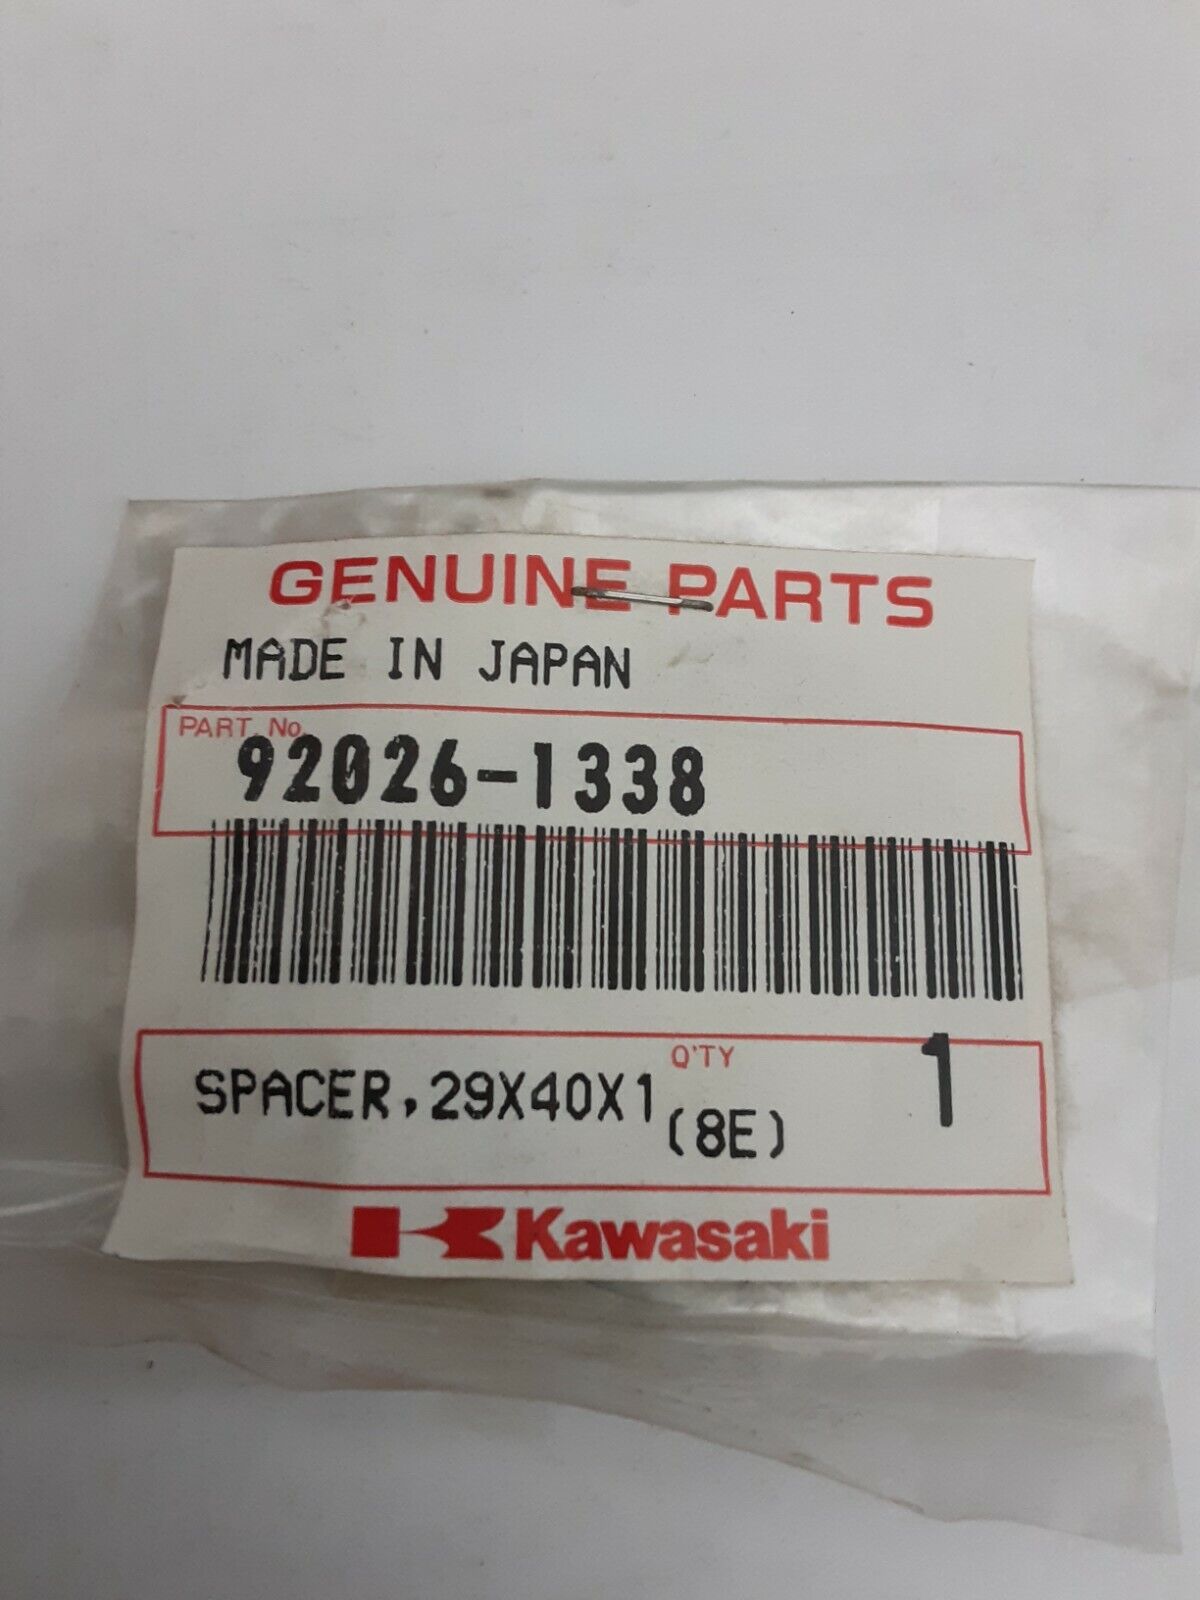 GENUINE PARTS
MADE IN JAPAN
PART No.
92026-1338
Q'TY
SPACER,29X40X1
(8E)
1
Kawasaki